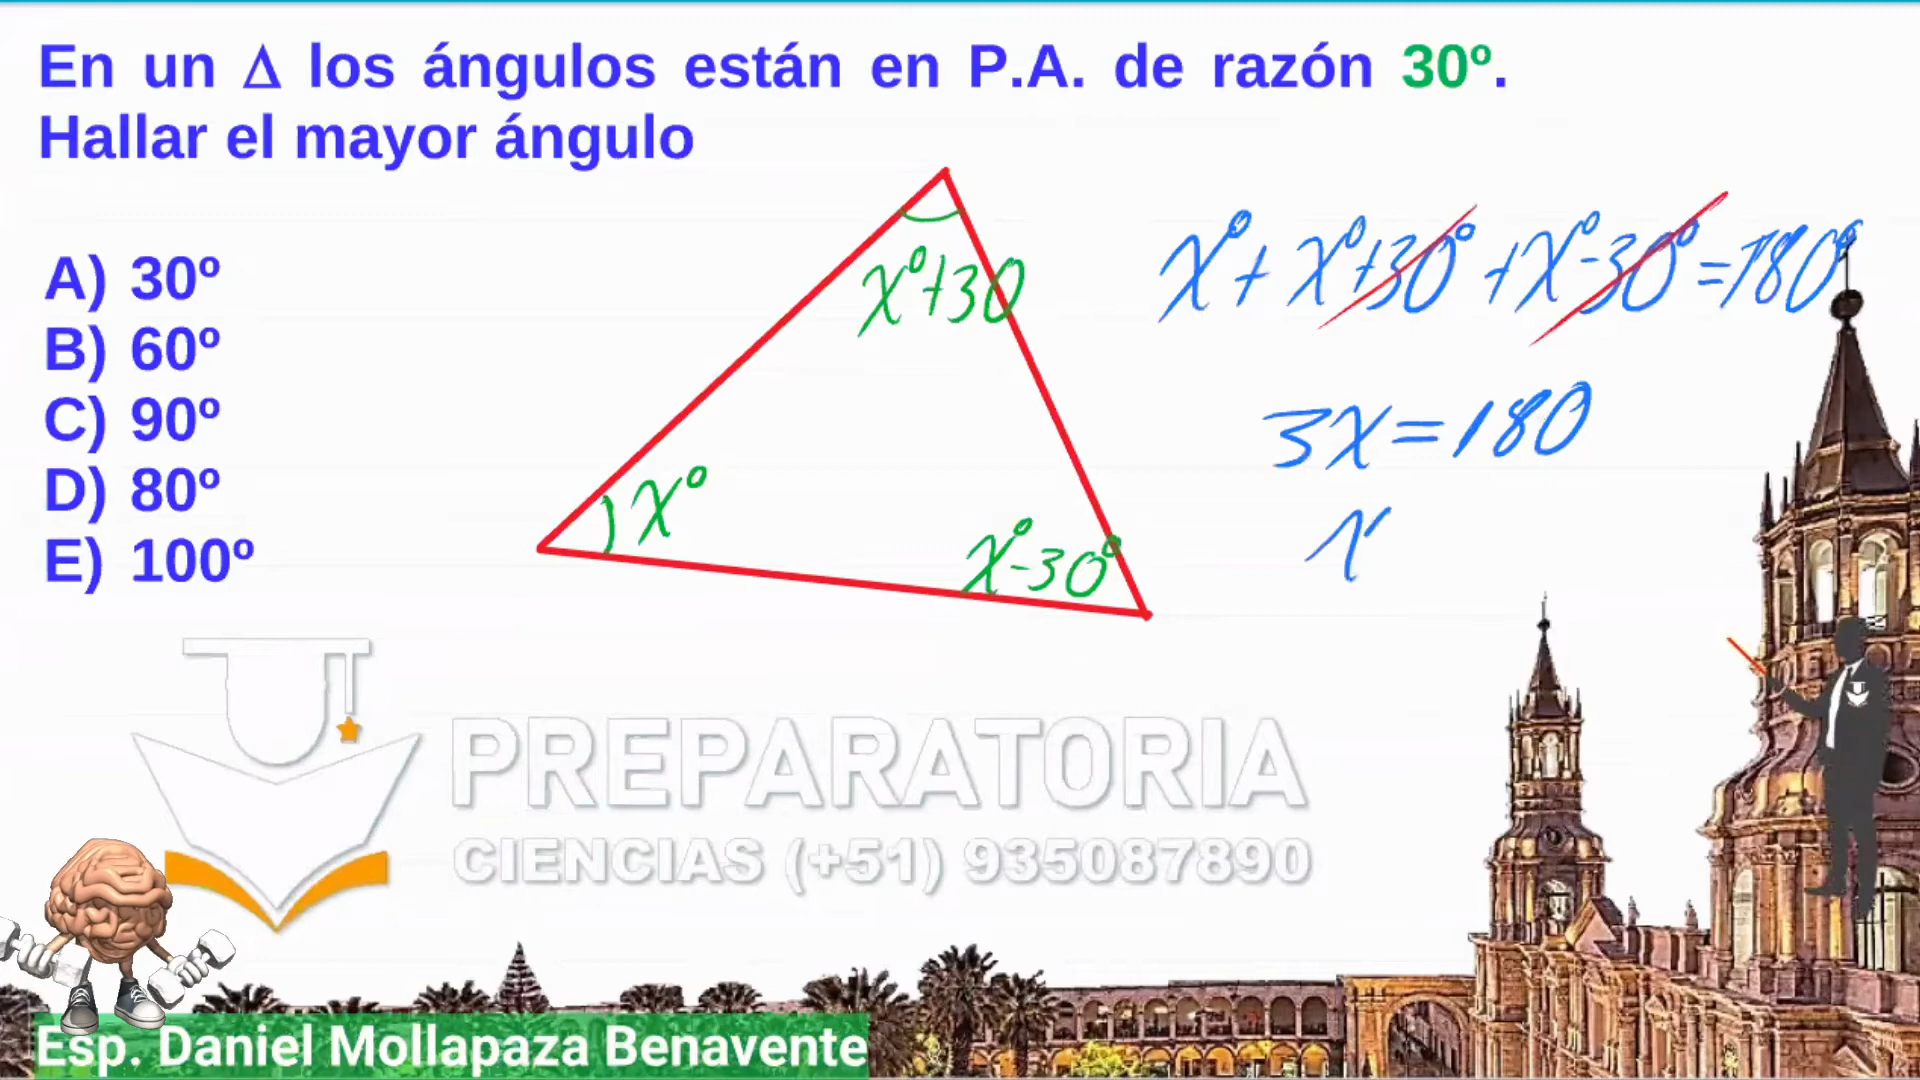 En un Δ los ángulos están en P.A. de razón 30º.
Hallar el mayor ángulo
A) 30º
B) 60º
C) 90º
D) 80º
E) 100º
x°+30
x°
x°-30°
x°+ x°+30° +x°-30° =180°
3x=180
x
PREPARATORIA
CIENCIAS (+51) 935087890
Esp. Daniel Mollapaza Benavente